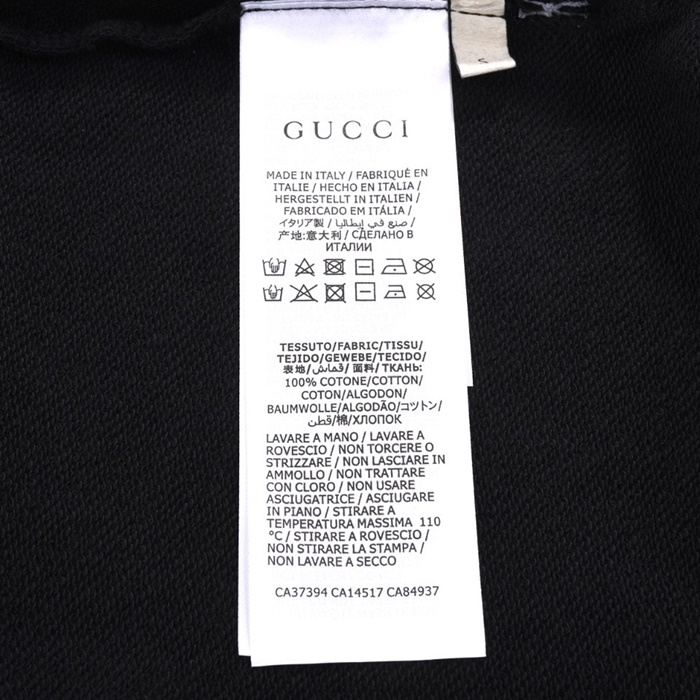 S
GUCCI
MADE IN ITALY / FABRIQUÉ EN
ITALIE / HECHO EN ITALIA /
HERGESTELLT IN ITALIEN /
FABRICADO EM ITÁLIA /
イタリア製 / صنع في إيطاليا /
产地:意大利 / СДЕЛАНО В
ИТАЛИИ
TESSUTO/FABRIC/TISSU/
TEJIDO/GEWEBE/TECIDO/
表地/قماش/面料/ТКАНЬ:
100% COTONE/COTTON/
COTON/ALGODON/
BAUMWOLLE/ALGODÃO/コットン/
قطن/棉/ХЛОПОК
LAVARE A MANO / LAVARE A
ROVESCIO / NON TORCERE O
STRIZZARE / NON LASCIARE IN
AMMOLLO / NON TRATTARE
CON CLORO / NON USARE
ASCIUGATRICE / ASCIUGARE
IN PIANO / STIRARE A
TEMPERATURA MASSIMA 110
°C / STIRARE A ROVESCIO /
NON STIRARE LA STAMPA /
NON LAVARE A SECCO
CA37394 CA14517 CA84937